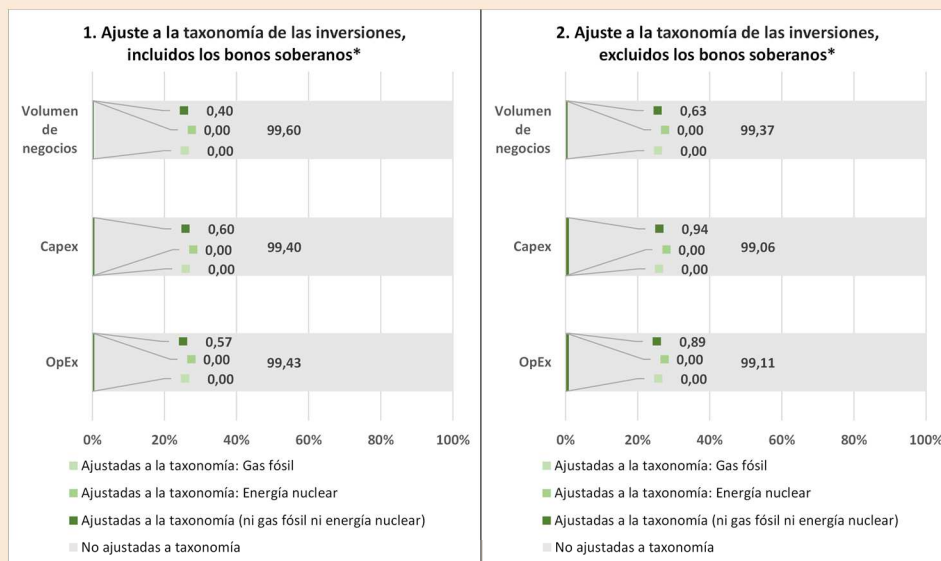 1. Ajuste a la taxonomía de las inversiones,
incluidos los bonos soberanos*
Volumen
de
negocios
0,40
0,00
99,60
0,00
Capex
0,60
0,00
99,40
0,00
OpEx
0,57
0,00
99,43
0,00
0% 20% 40% 60% 80% 100%
Ajustadas a la taxonomía: Gas fósil
Ajustadas a la taxonomía: Energía nuclear
Ajustadas a la taxonomía (ni gas fósil ni energía nuclear)
No ajustadas a taxonomía
2. Ajuste a la taxonomía de las inversiones,
excluidos los bonos soberanos*
Volumen
de
negocios
0,63
0,00
99,37
0,00
Capex
0,94
0,00
99,06
0,00
OpEx
0,89
0,00
99,11
0,00
0% 20% 40% 60% 80% 100%
Ajustadas a la taxonomía: Gas fósil
Ajustadas a la taxonomía: Energía nuclear
Ajustadas a la taxonomía (ni gas fósil ni energía nuclear)
No ajustadas a taxonomía